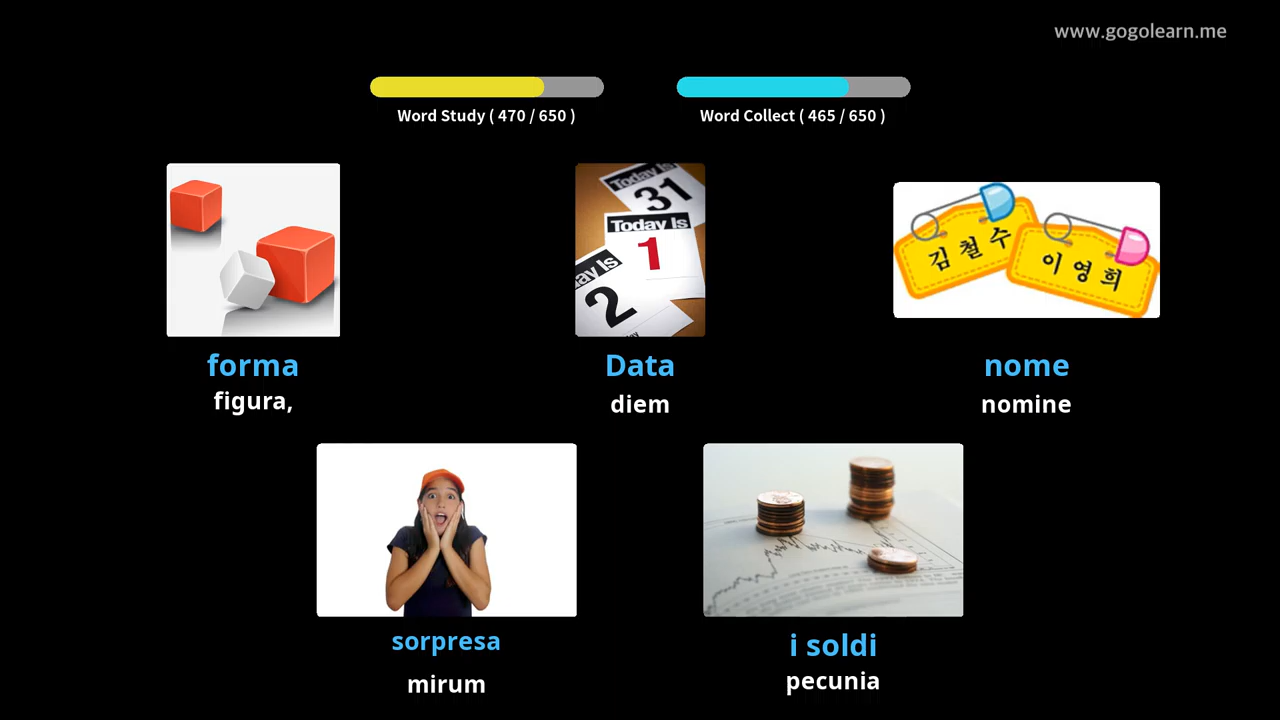 www.gogolearn.me
Word Study ( 470 / 650 )
Word Collect ( 465 / 650 )
Today Is
31
Today Is
1
day Is
2
김철수
이영희
forma
figura,
Data
diem
nome
nomine
sorpresa
mirum
i soldi
pecunia